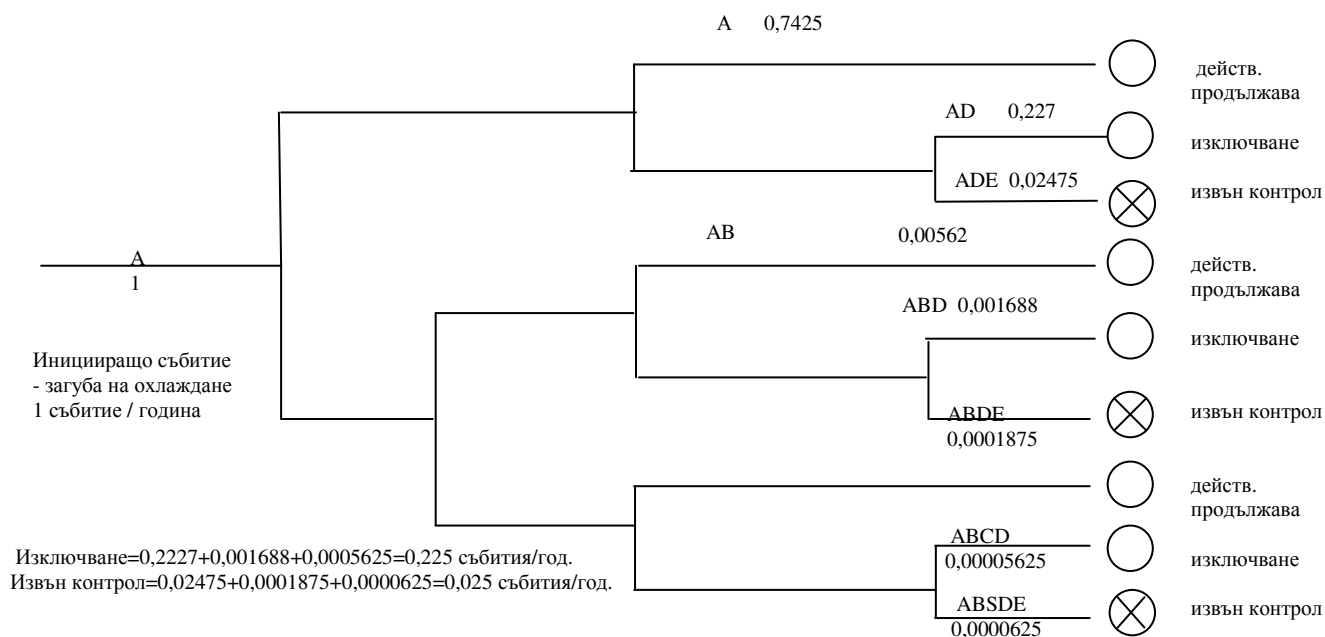 A 0,7425
действ.
продължава
AD 0,227
изключване
ADE 0,02475
извън контрол
AB 0,00562
A
1
действ.
продължава
ABD 0,001688
изключване
Иницииращо събитие
- загуба на охлаждане
1 събитие / година
ABDE
0,0001875
извън контрол
действ.
продължава
ABCD
0,00005625
изключване
Изключване=0,2227+0,001688+0,0005625=0,225 събития/год.
Извън контрол=0,02475+0,0001875+0,0000625=0,025 събития/год.
ABSDE
0,0000625
извън контрол